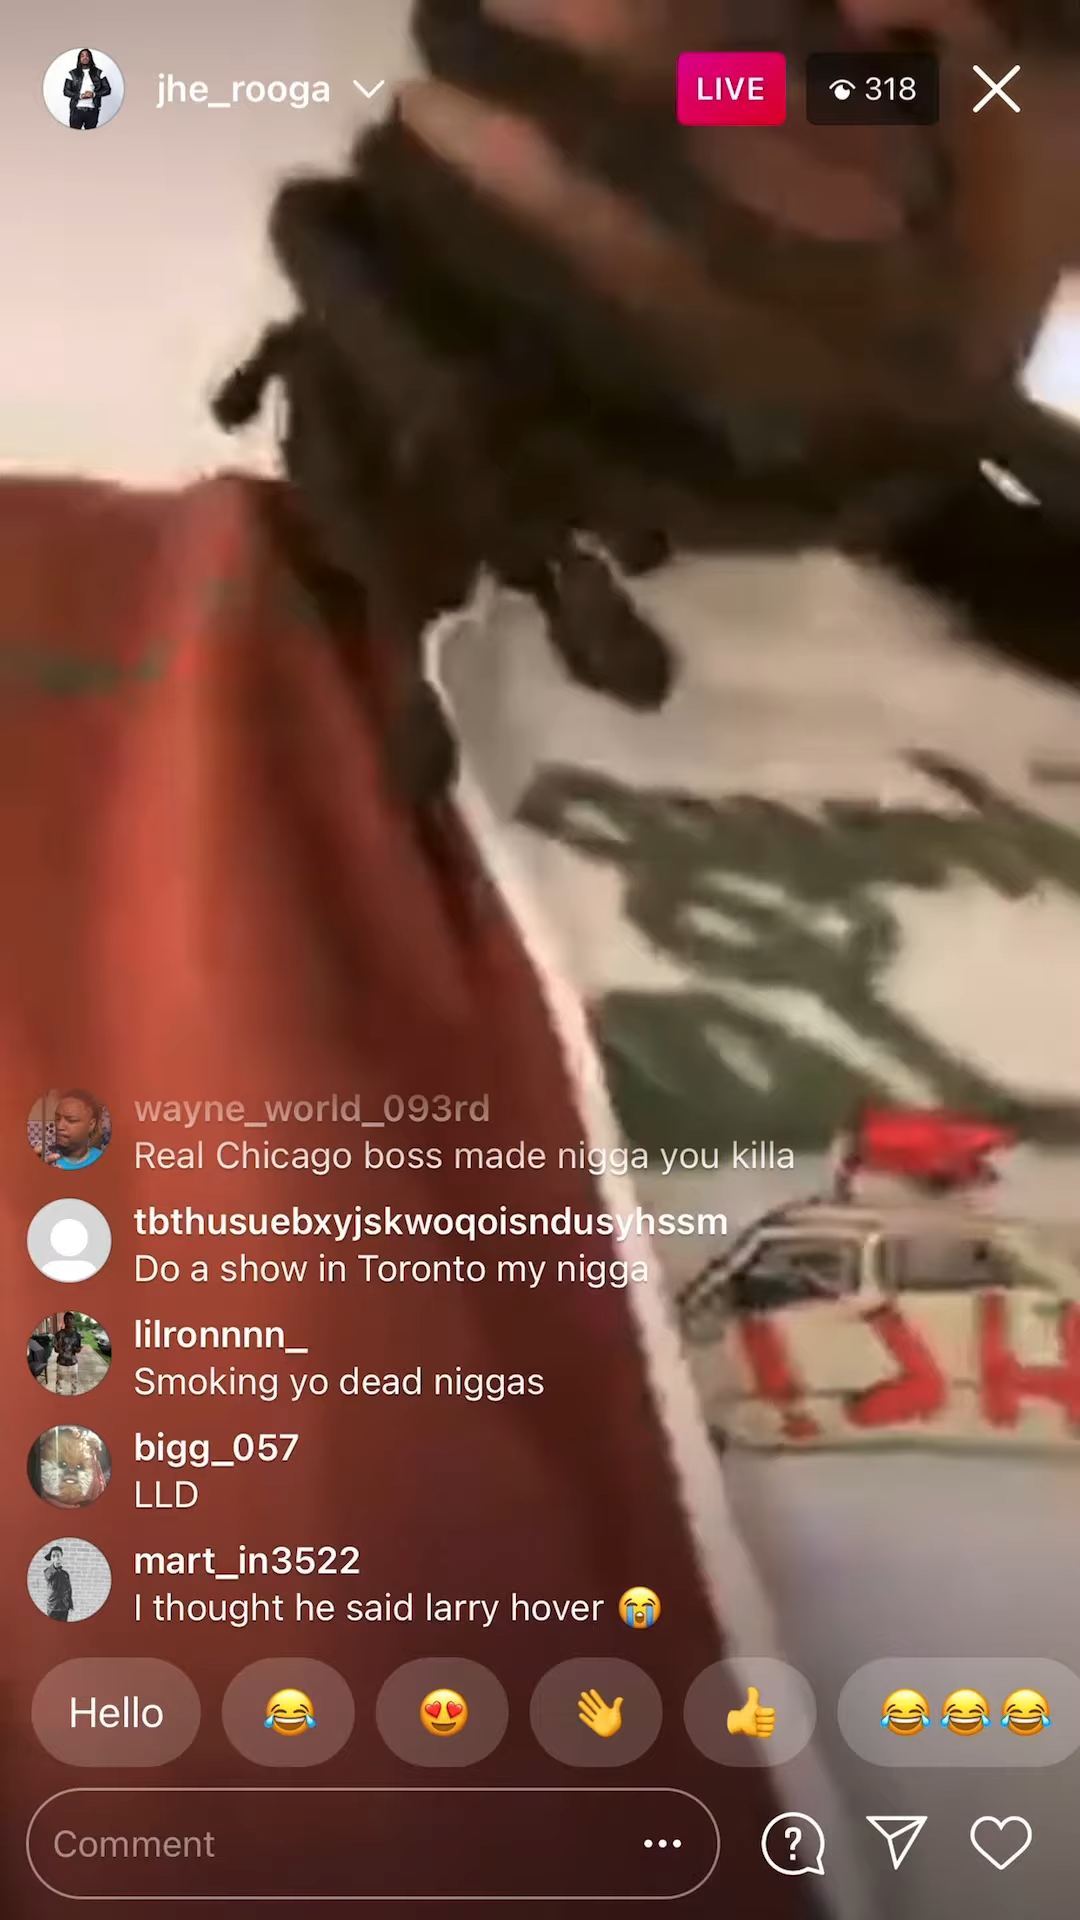 jhe_rooga
LIVE
318
wayne_world_093rd
Real Chicago boss made nigga you killa
tbthusuebxyjskwoqoisndusyhssm
Do a show in Toronto my nigga
lilronnnn_
Smoking yo dead niggas
bigg_057
LLD
mart_in3522
I thought he said larry hover 😭
Hello
😂
😍
👋
👍
😂😂😂
Comment